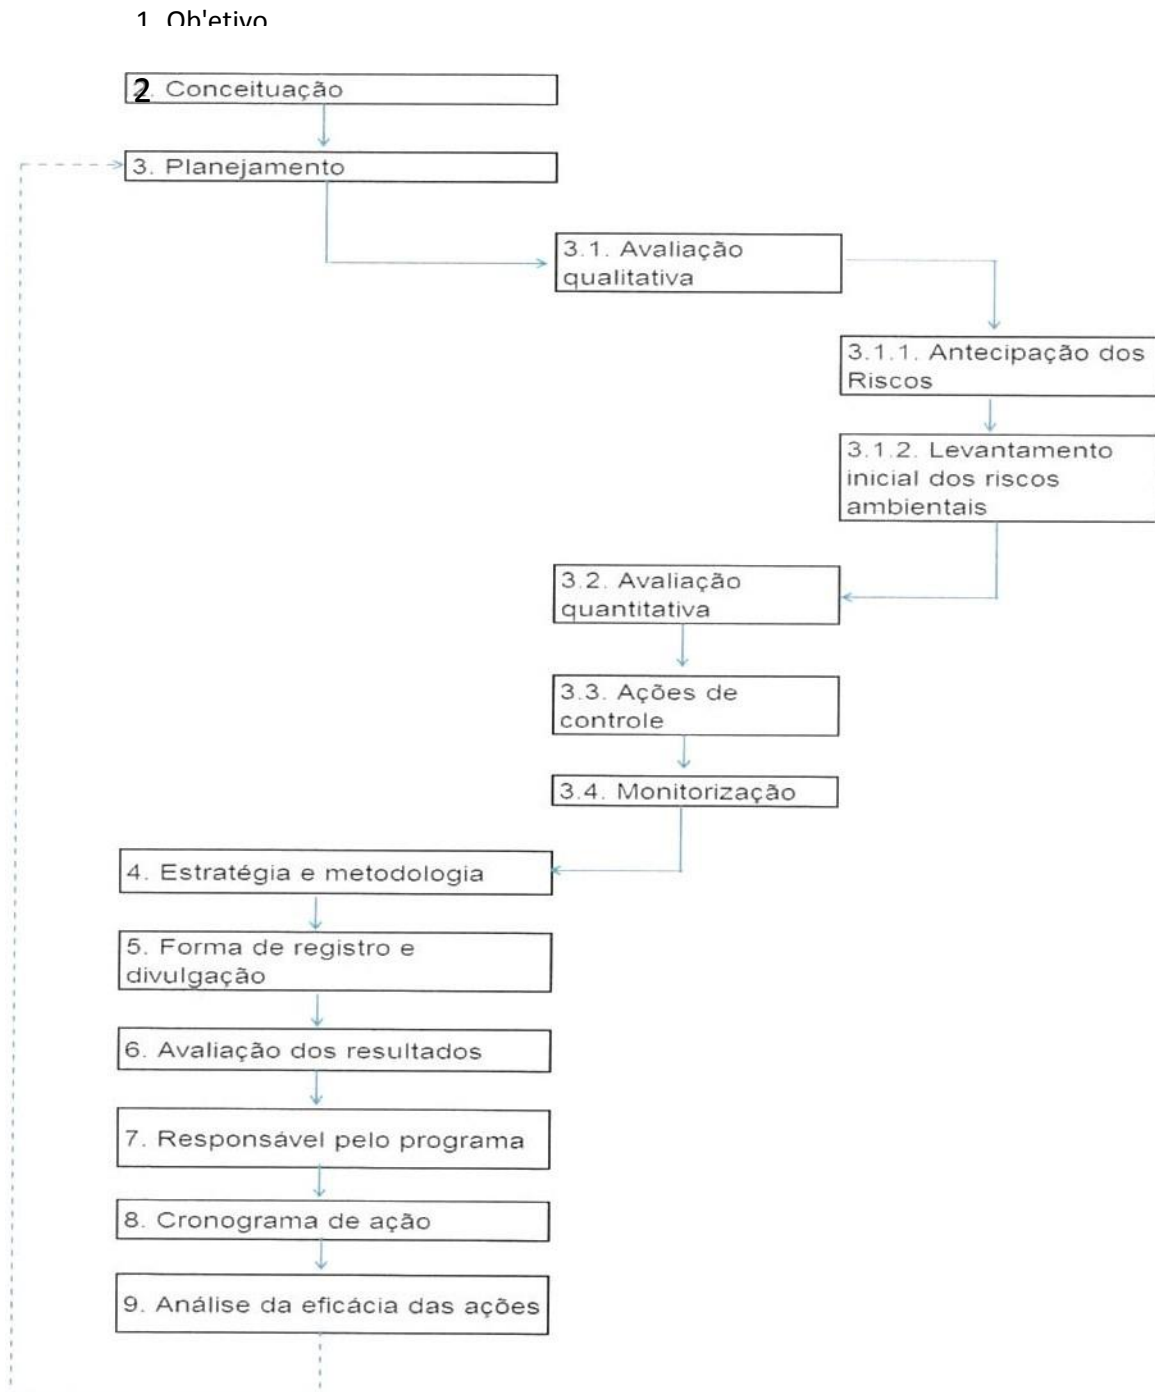 1. Ob'etivo
2. Conceituação
3. Planejamento
3.1. Avaliação
qualitativa
3.1.1. Antecipação dos
Riscos
3.1.2. Levantamento
inicial dos riscos
ambientais
3.2. Avaliação
quantitativa
3.3. Ações de
controle
3.4. Monitorização
4. Estratégia e metodologia
5. Forma de registro e
divulgação
6. Avaliação dos resultados
7. Responsável pelo programa
8. Cronograma de ação
9. Análise da eficácia das ações